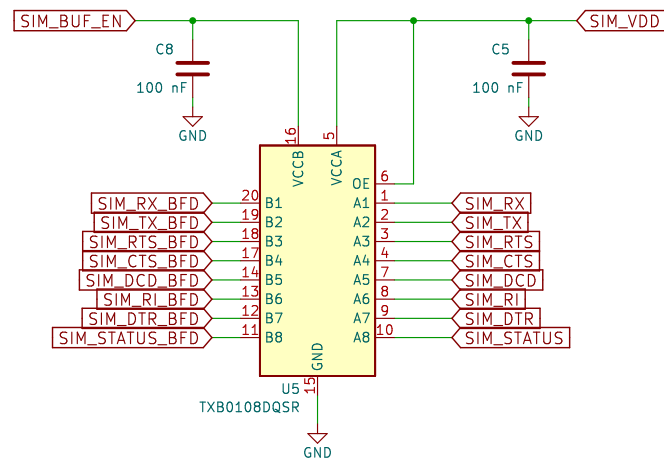 SIM_BUF_EN
SIM_VDD
C8
100 nF
GND
C5
100 nF
GND
16
VCCB
5
VCCA
6
OE
SIM_RX_BFD 20 B1 A1 1 SIM_RX
SIM_TX_BFD 19 B2 A2 2 SIM_TX
SIM_RTS_BFD 18 B3 A3 3 SIM_RTS
SIM_CTS_BFD 17 B4 A4 4 SIM_CTS
SIM_DCD_BFD 14 B5 A5 7 SIM_DCD
SIM_RI_BFD 13 B6 A6 8 SIM_RI
SIM_DTR_BFD 12 B7 A7 9 SIM_DTR
SIM_STATUS_BFD 11 B8 A8 10 SIM_STATUS
GND
15
U5
TXB0108DQSR
GND